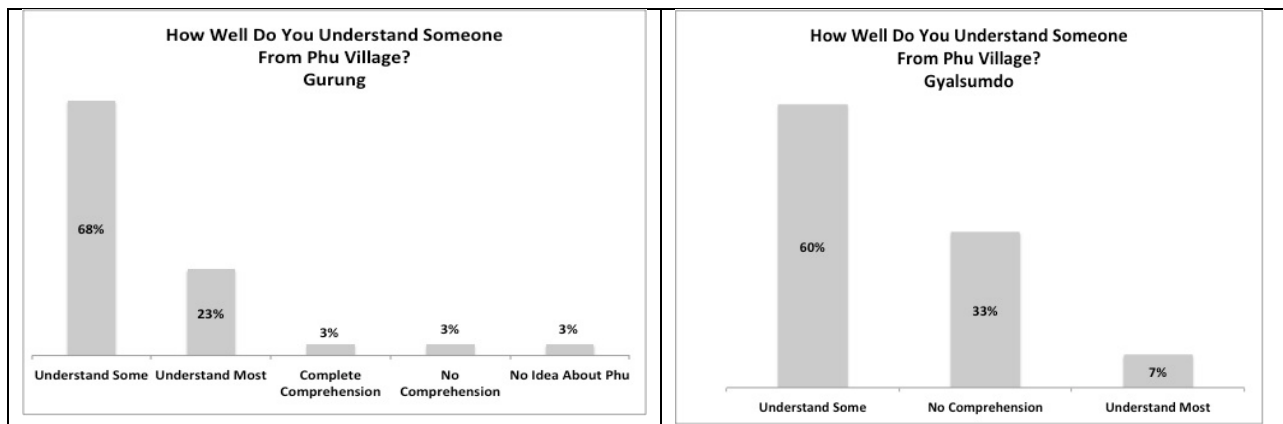 How Well Do You Understand Someone
From Phu Village?
Gurung
68%
23%
3%
3%
3%
Understand Some
Understand Most
Complete
Comprehension
No
Comprehension
No Idea About Phu
How Well Do You Understand Someone
From Phu Village?
Gyalsumdo
60%
33%
7%
Understand Some
No Comprehension
Understand Most